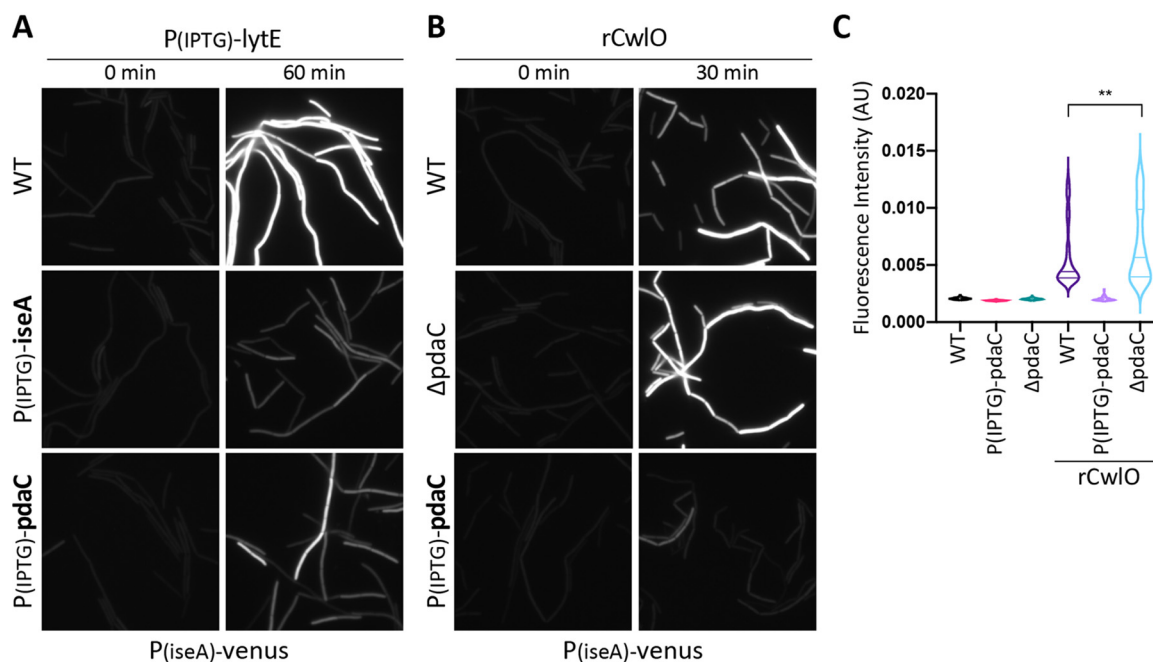 A
P(IPTG)-lytE
0 min
60 min
WT
P(IPTG)-iseA
P(IPTG)-pdaC
P(iseA)-venus
B
rCwlO
0 min
30 min
WT
ΔpdaC
P(IPTG)-pdaC
P(iseA)-venus
C
Fluorescence Intensity (AU)
0.020
0.015
0.010
0.005
0.000
**
WT
P(IPTG)-pdaC
ΔpdaC
WT
P(IPTG)-pdaC
ΔpdaC
rCwlO